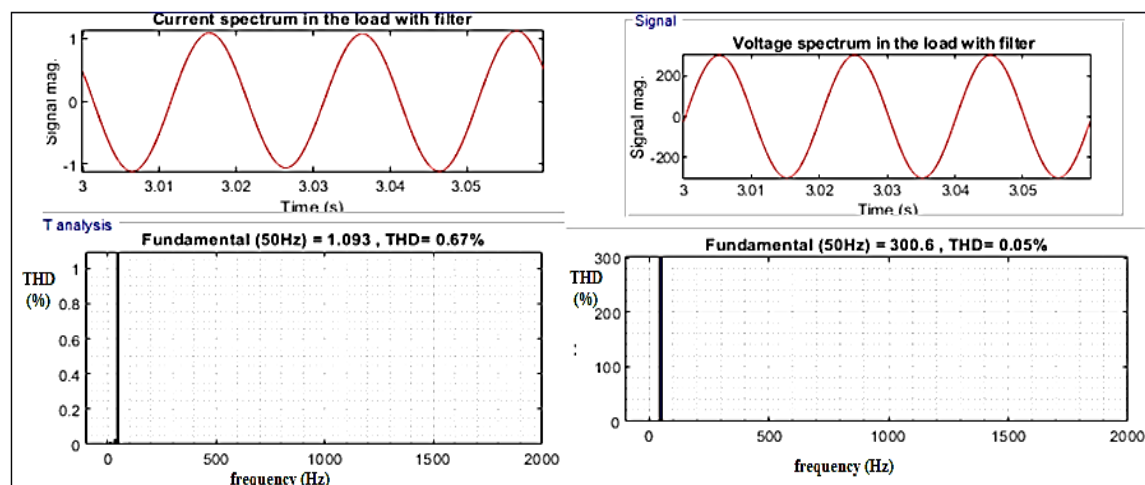 Current spectrum in the load with filter
Signal mag.
1
0
-1
3
3.01
3.02
3.03
3.04
3.05
Time (s)
Signal
Voltage spectrum in the load with filter
Signal mag.
200
0
-200
3
3.01
3.02
3.03
3.04
3.05
Time (s)
T analysis
Fundamental (50Hz) = 1.093 , THD= 0.67%
THD
(%)
1
0.8
0.6
0.4
0.2
0
0
500
1000
1500
2000
frequency (Hz)
Fundamental (50Hz) = 300.6 , THD= 0.05%
THD
(%)
:
300
200
100
0
0
500
1000
1500
2000
frequency (Hz)